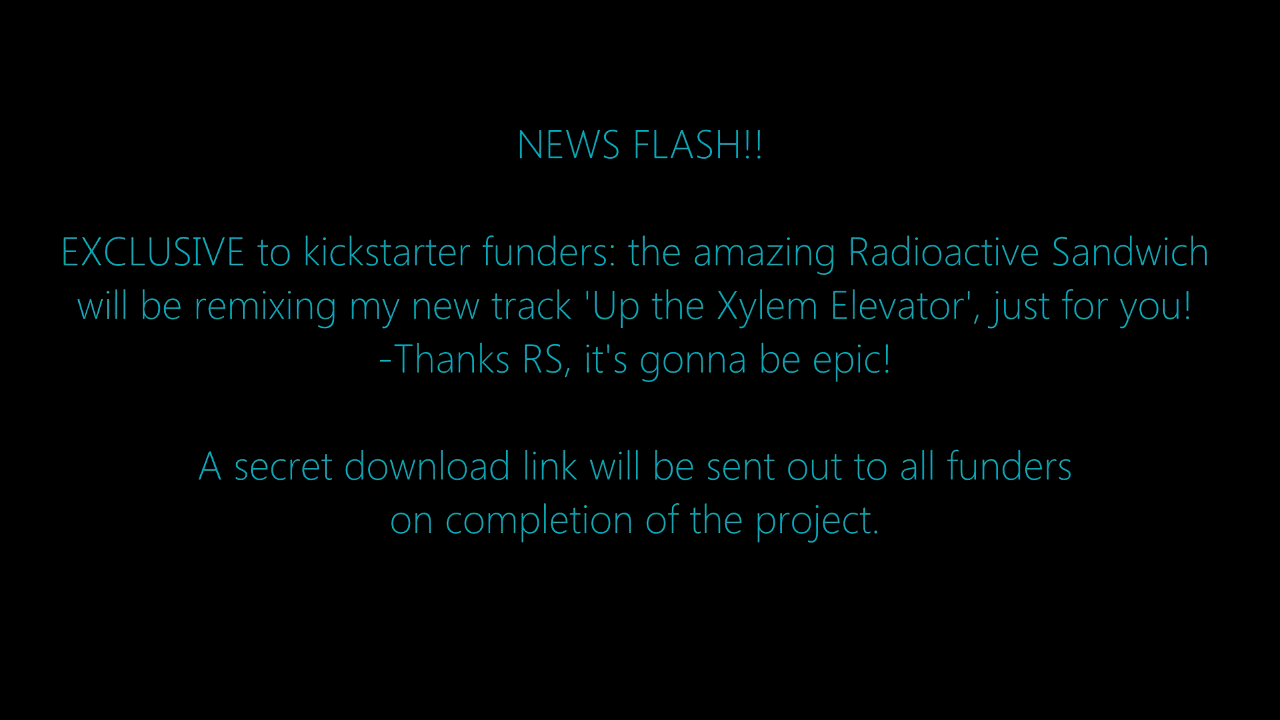 NEWS FLASH!!
EXCLUSIVE to kickstarter funders: the amazing Radioactive Sandwich
will be remixing my new track 'Up the Xylem Elevator', just for you!
-Thanks RS, it's gonna be epic!
A secret download link will be sent out to all funders
on completion of the project.